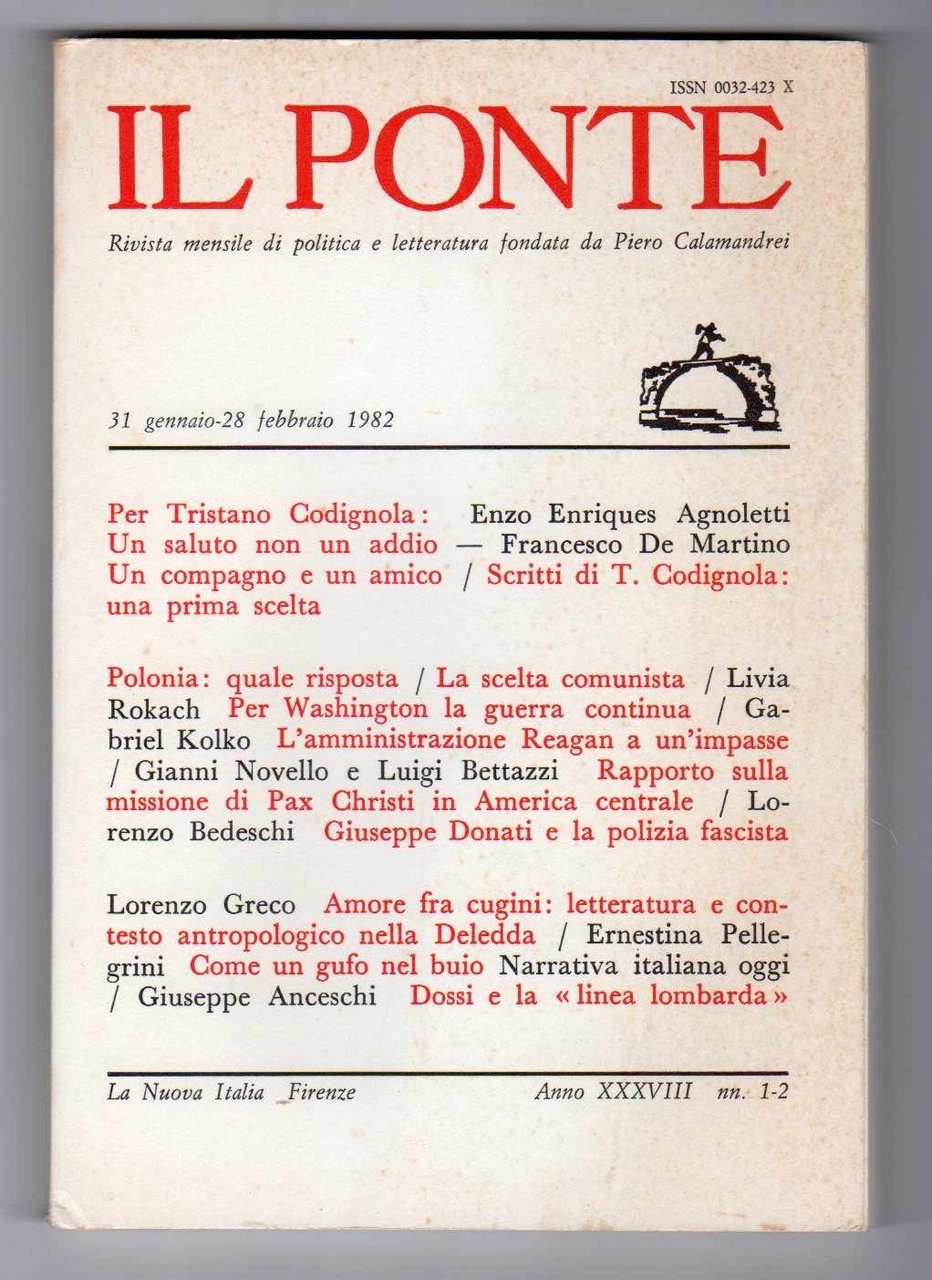 ISSN 0032-423 X
IL PONTE
Rivista mensile di politica e letteratura fondata da Piero Calamandrei
31 gennaio-28 febbraio 1982
Per Tristano Codignola: Enzo Enriques Agnoletti
Un saluto non un addio — Francesco De Martino
Un compagno e un amico / Scritti di T. Codignola:
una prima scelta
Polonia: quale risposta / La scelta comunista / Livia
Rokach Per Washington la guerra continua / Ga-
briel Kolko L'amministrazione Reagan a un'impasse
/ Gianni Novello e Luigi Bettazzi Rapporto sulla
missione di Pax Christi in America centrale / Lo-
renzo Bedeschi Giuseppe Donati e la polizia fascista
Lorenzo Greco Amore fra cugini: letteratura e con-
testo antropologico nella Deledda / Ernestina Pelle-
grini Come un gufo nel buio Narrativa italiana oggi
/ Giuseppe Anceschi Dossi e la «linea lombarda»
La Nuova Italia Firenze Anno XXXVIII nn. 1-2